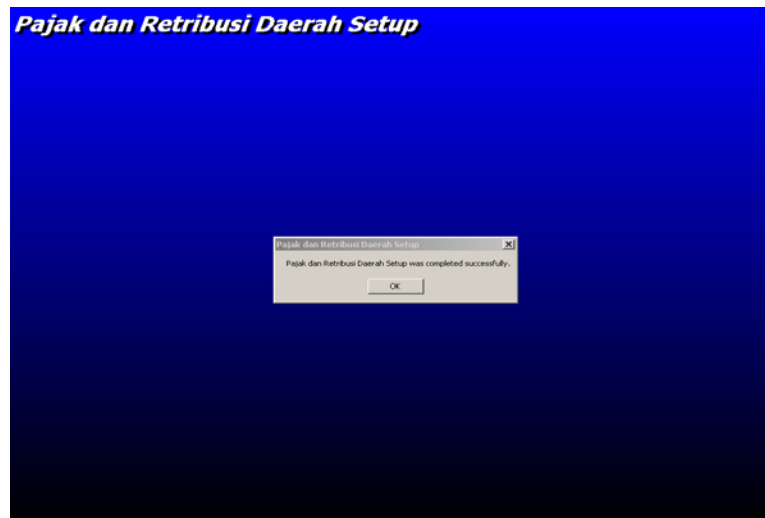 Pajak dan Retribusi Daerah Setup
Pajak dan Retribusi Daerah Setup
Pajak dan Retribusi Daerah Setup was completed successfully.
OK